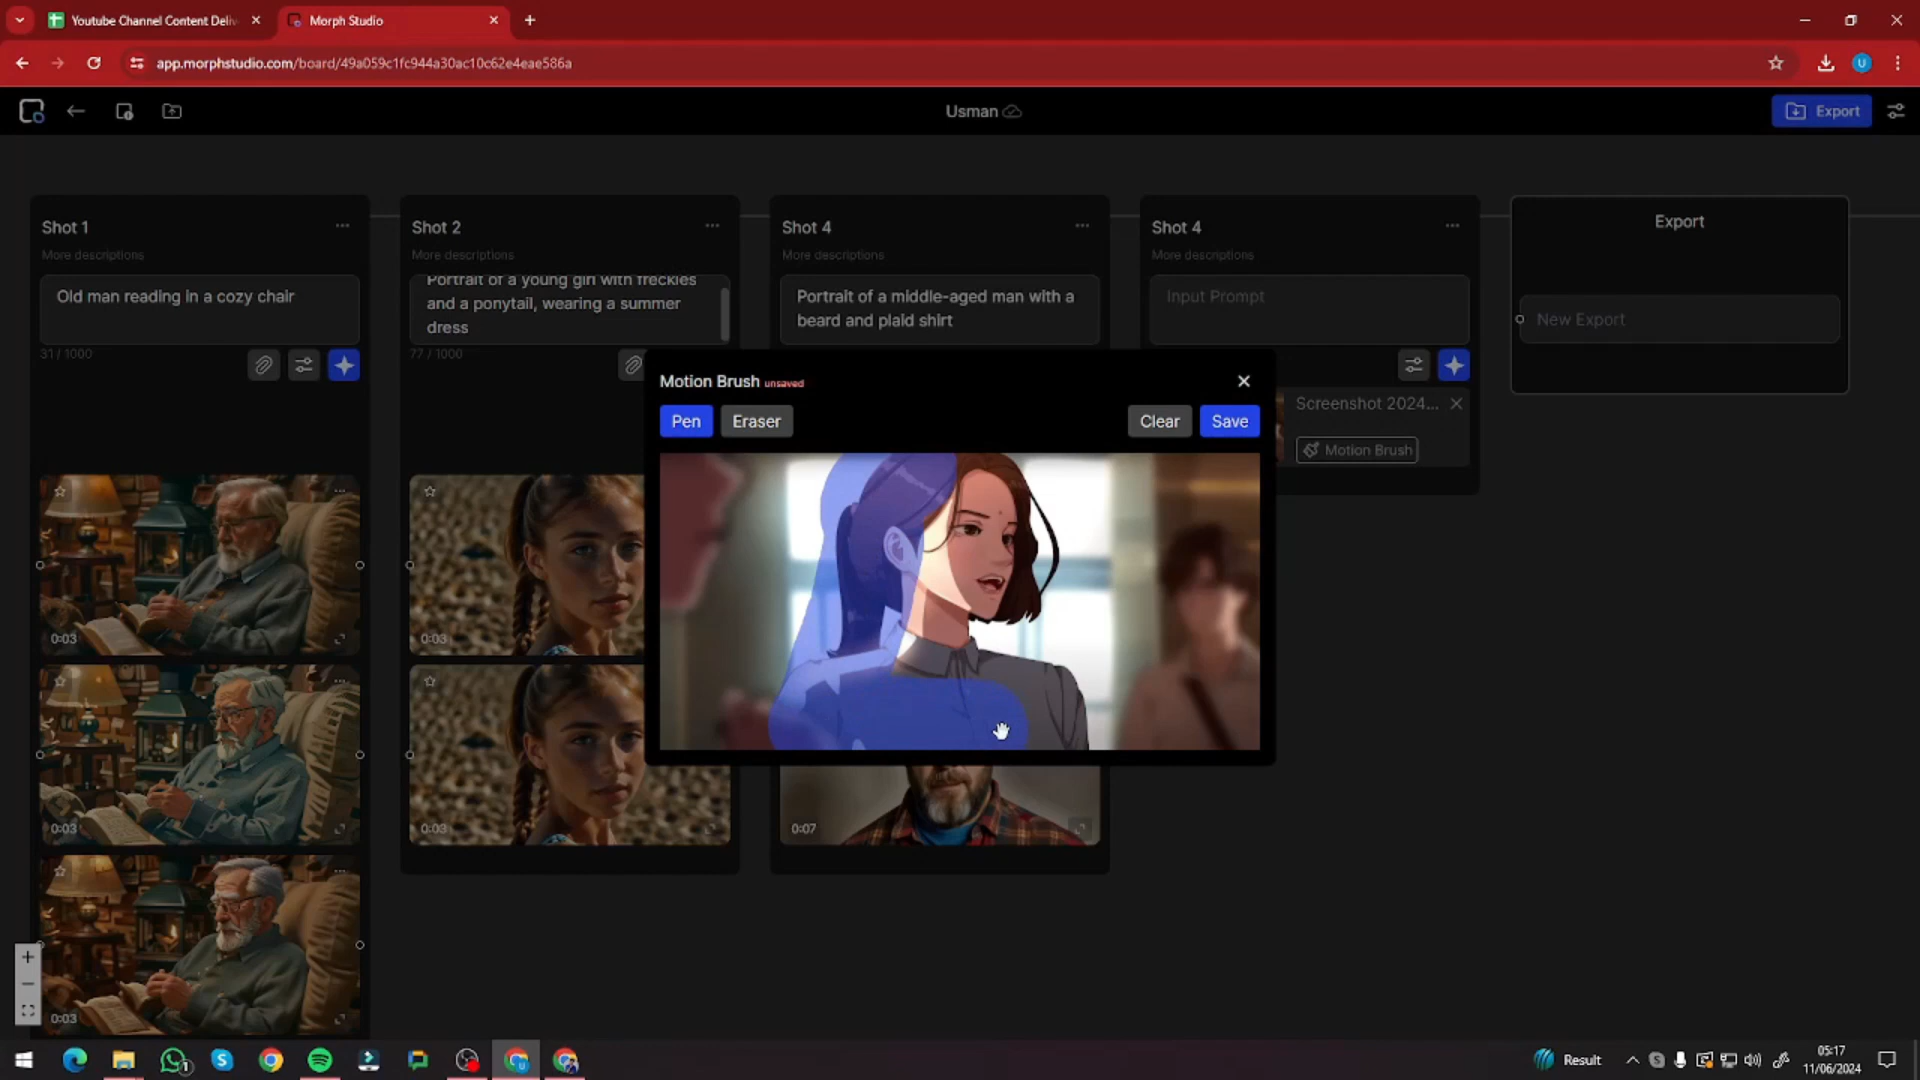 Youtube Channel Content Deliv
Morph Studio
app.morphstudio.com/board/49a059c1fc944a30ac10c62e4eae586a
U
Usman
Export
Shot 1
More descriptions
Old man reading in a cozy chair
31 / 1000
0:03
0:03
0:03
Shot 2
More descriptions
Portrait of a young girl with freckles
and a ponytail, wearing a summer
dress
77 / 1000
0:03
0:03
Shot 4
More descriptions
Portrait of a middle-aged man with a
beard and plaid shirt
0:07
Shot 4
More descriptions
Input Prompt
Screenshot 2024...
Motion Brush
Export
New Export
Motion Brush unsaved
Pen
Eraser
Clear
Save
1
U
Result
05:17
11/06/2024